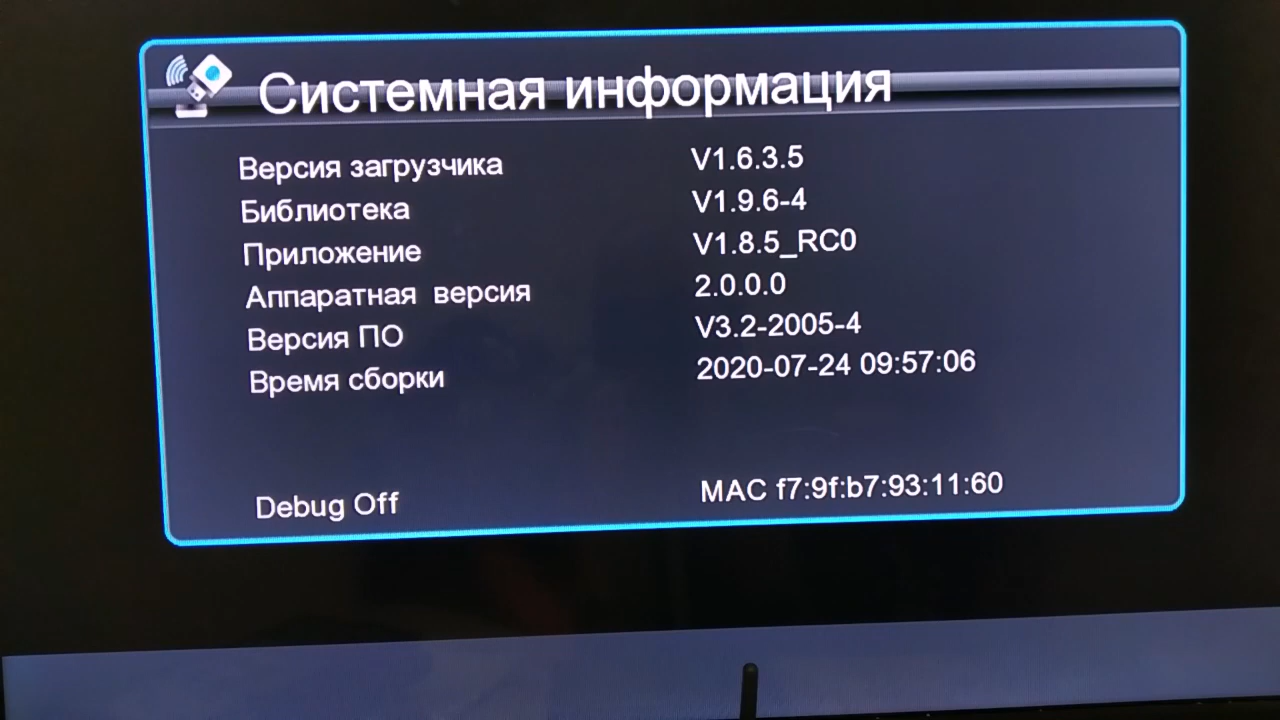 Системная информация
Версия загрузчика V1.6.3.5
Библиотека V1.9.6-4
Приложение V1.8.5_RC0
Аппаратная версия 2.0.0.0
Версия ПО V3.2-2005-4
Время сборки 2020-07-24 09:57:06
Debug Off MAC f7:9f:b7:93:11:60